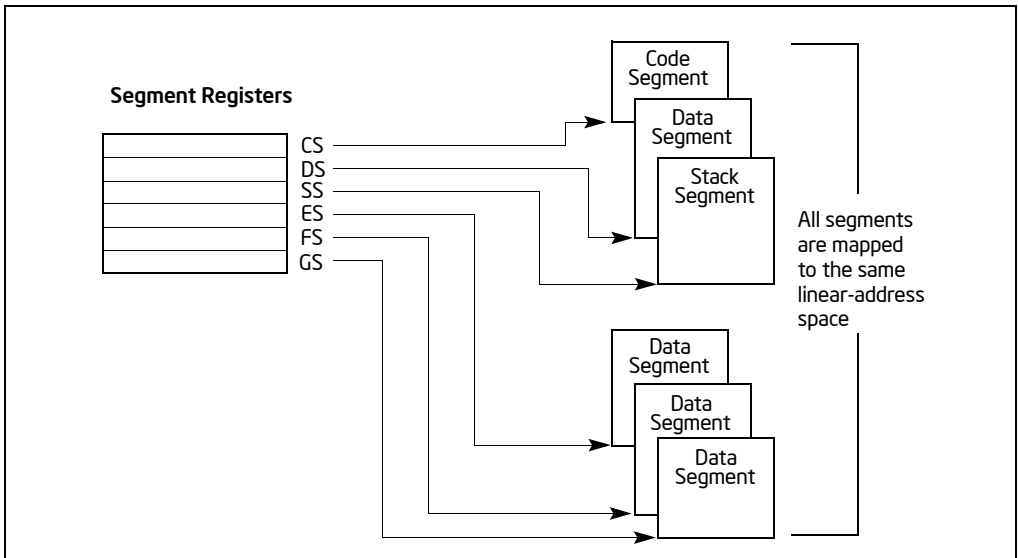 Segment Registers
CS
DS
SS
ES
FS
GS
Code
Segment
Data
Segment
Stack
Segment
Data
Segment
Data
Segment
Data
Segment
All segments
are mapped
to the same
linear-address
space